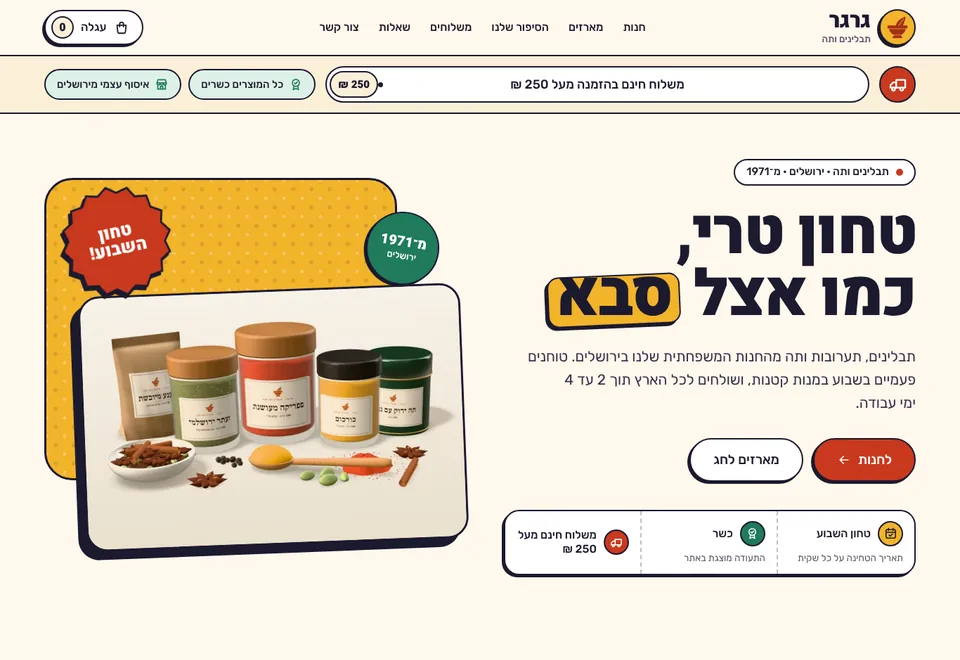 גרגר
תבלינים ותה
חנות
מארזים
הסיפור שלנו
משלוחים
שאלות
צור קשר
עגלה
0
משלוח חינם בהזמנה מעל 250 ₪
250 ₪
כל המוצרים כשרים
איסוף עצמי מירושלים
תבלינים ותה • ירושלים • מ־1971
טחון טרי,
כמו אצל סבא
תבלינים, תערובות ותה מהחנות המשפחתית שלנו בירושלים. טוחנים
פעמיים בשבוע במנות קטנות, ושולחים לכל הארץ תוך 2 עד 4
ימי עבודה.
לחנות
מארזים לחג
טחון השבוע
תאריך הטחינה על כל שקית
כשר
התעודה מוצגת באתר
משלוח חינם מעל
250 ₪
מ־1971
ירושלים
טחון
השבוע!
תה ירוק עם
כורכום
פפריקה מעושנת
זעתר ירושלמי
מיובשת